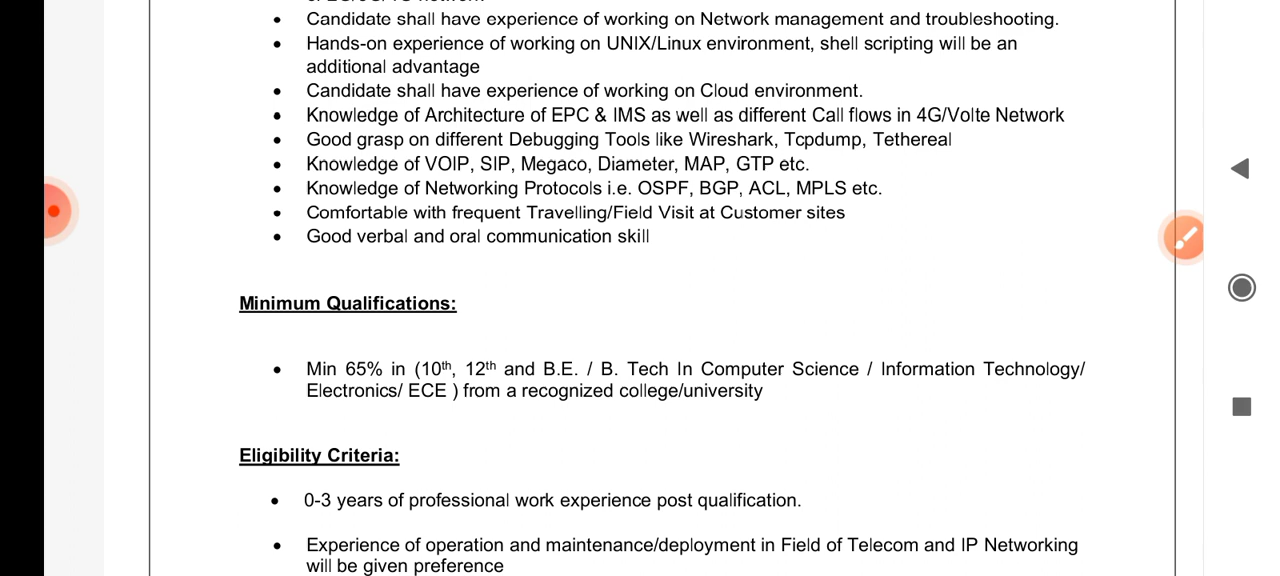 • Candidate shall have experience of working on Network management and troubleshooting.
• Hands-on experience of working on UNIX/Linux environment, shell scripting will be an
additional advantage
• Candidate shall have experience of working on Cloud environment.
• Knowledge of Architecture of EPC & IMS as well as different Call flows in 4G/Volte Network
• Good grasp on different Debugging Tools like Wireshark, Tcpdump, Tethereal
• Knowledge of VOIP, SIP, Megaco, Diameter, MAP, GTP etc.
• Knowledge of Networking Protocols i.e. OSPF, BGP, ACL, MPLS etc.
• Comfortable with frequent Travelling/Field Visit at Customer sites
• Good verbal and oral communication skill
Minimum Qualifications:
• Min 65% in (10th, 12th and B.E. / B. Tech In Computer Science / Information Technology/
Electronics/ ECE ) from a recognized college/university
Eligibility Criteria:
• 0-3 years of professional work experience post qualification.
• Experience of operation and maintenance/deployment in Field of Telecom and IP Networking
will be given preference